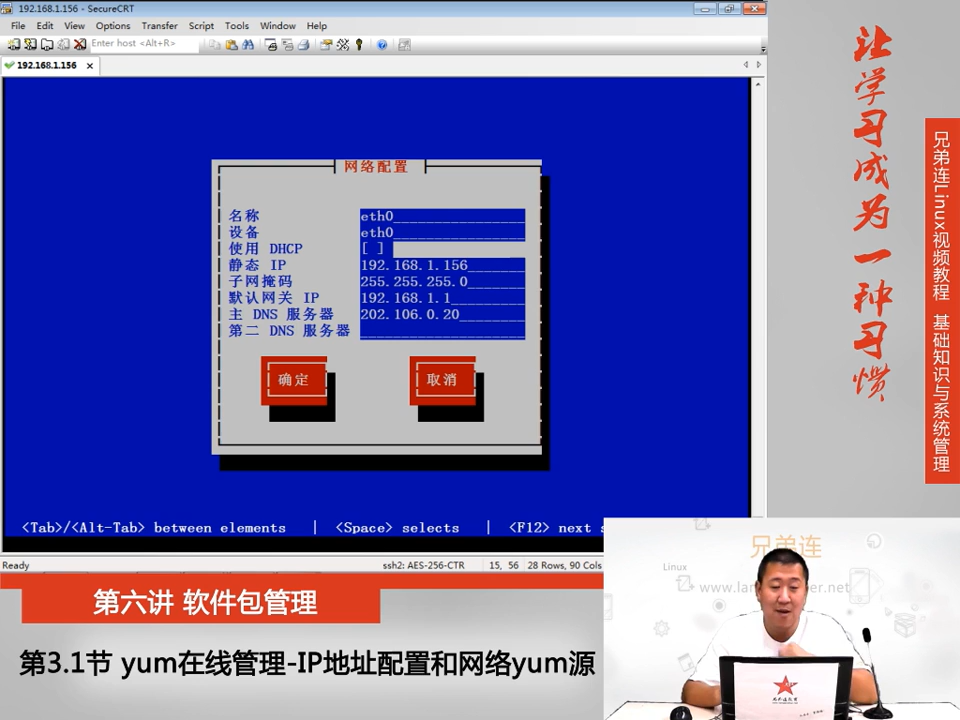 192.168.1.156 - SecureCRT
File Edit View Options Transfer Script Tools Window Help
Enter host <Alt+R>
192.168.1.156
网络配置
名称 eth0
设备 eth0
使用 DHCP [ ]
静态 IP 192.168.1.156
子网掩码 255.255.255.0
默认网关 IP 192.168.1.1
主 DNS 服务器 202.106.0.20
第二 DNS 服务器
确定 取消
<Tab>/<Alt-Tab> between elements | <Space> selects | <F12> next s
Ready ssh2: AES-256-CTR 15, 56 28 Rows, 90 Cols
让学习成为一种习惯
兄弟连Linux视频教程 基础知识与系统管理
第六讲 软件包管理
第3.1节 yum在线管理-IP地址配置和网络yum源
兄弟连
Linux